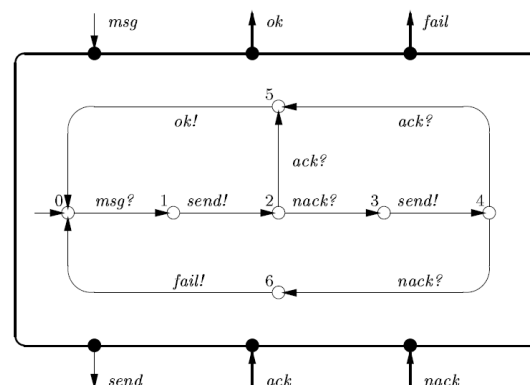 msg ok fail
5
ok! ack?
ack?
0 msg? 1 send! 2 nack? 3 send! 4
6
fail! nack?
send ack nack